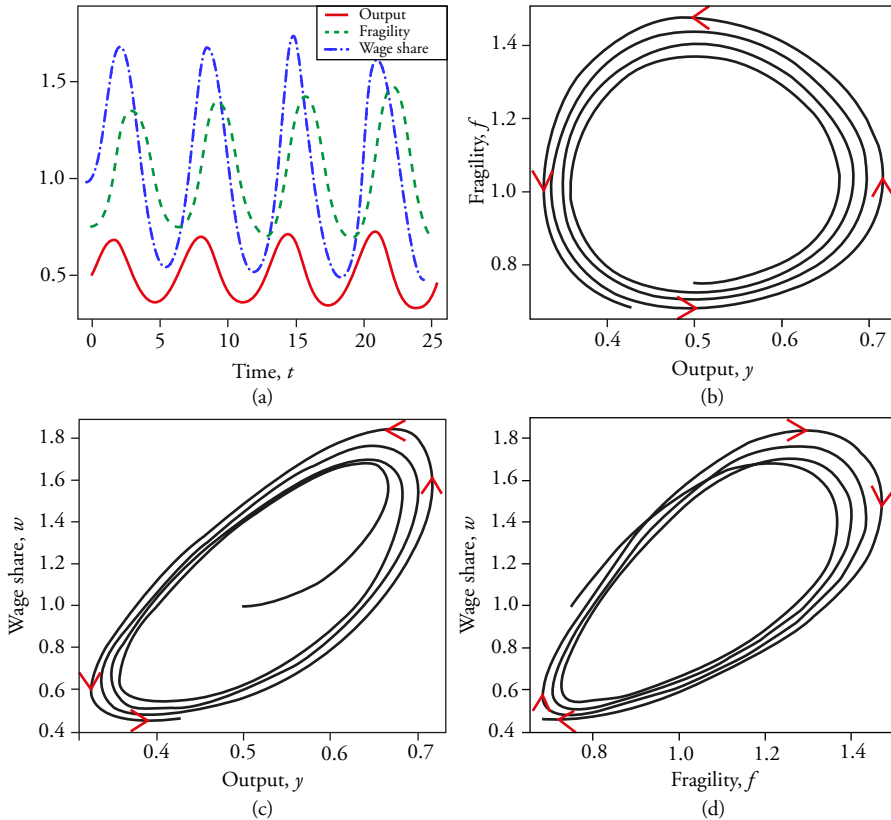 Output
Fragility
Wage share
1.5
1.0
0.5
0 5 10 15 20 25
Time, t
(a)
Fragility, f
1.4
1.2
1.0
0.8
0.4 0.5 0.6 0.7
Output, y
(b)
Wage share, w
1.8
1.6
1.4
1.2
1.0
0.8
0.6
0.4
0.4 0.5 0.6 0.7
Output, y
(c)
Wage share, w
1.8
1.6
1.4
1.2
1.0
0.8
0.6
0.4
0.8 1.0 1.2 1.4
Fragility, f
(d)